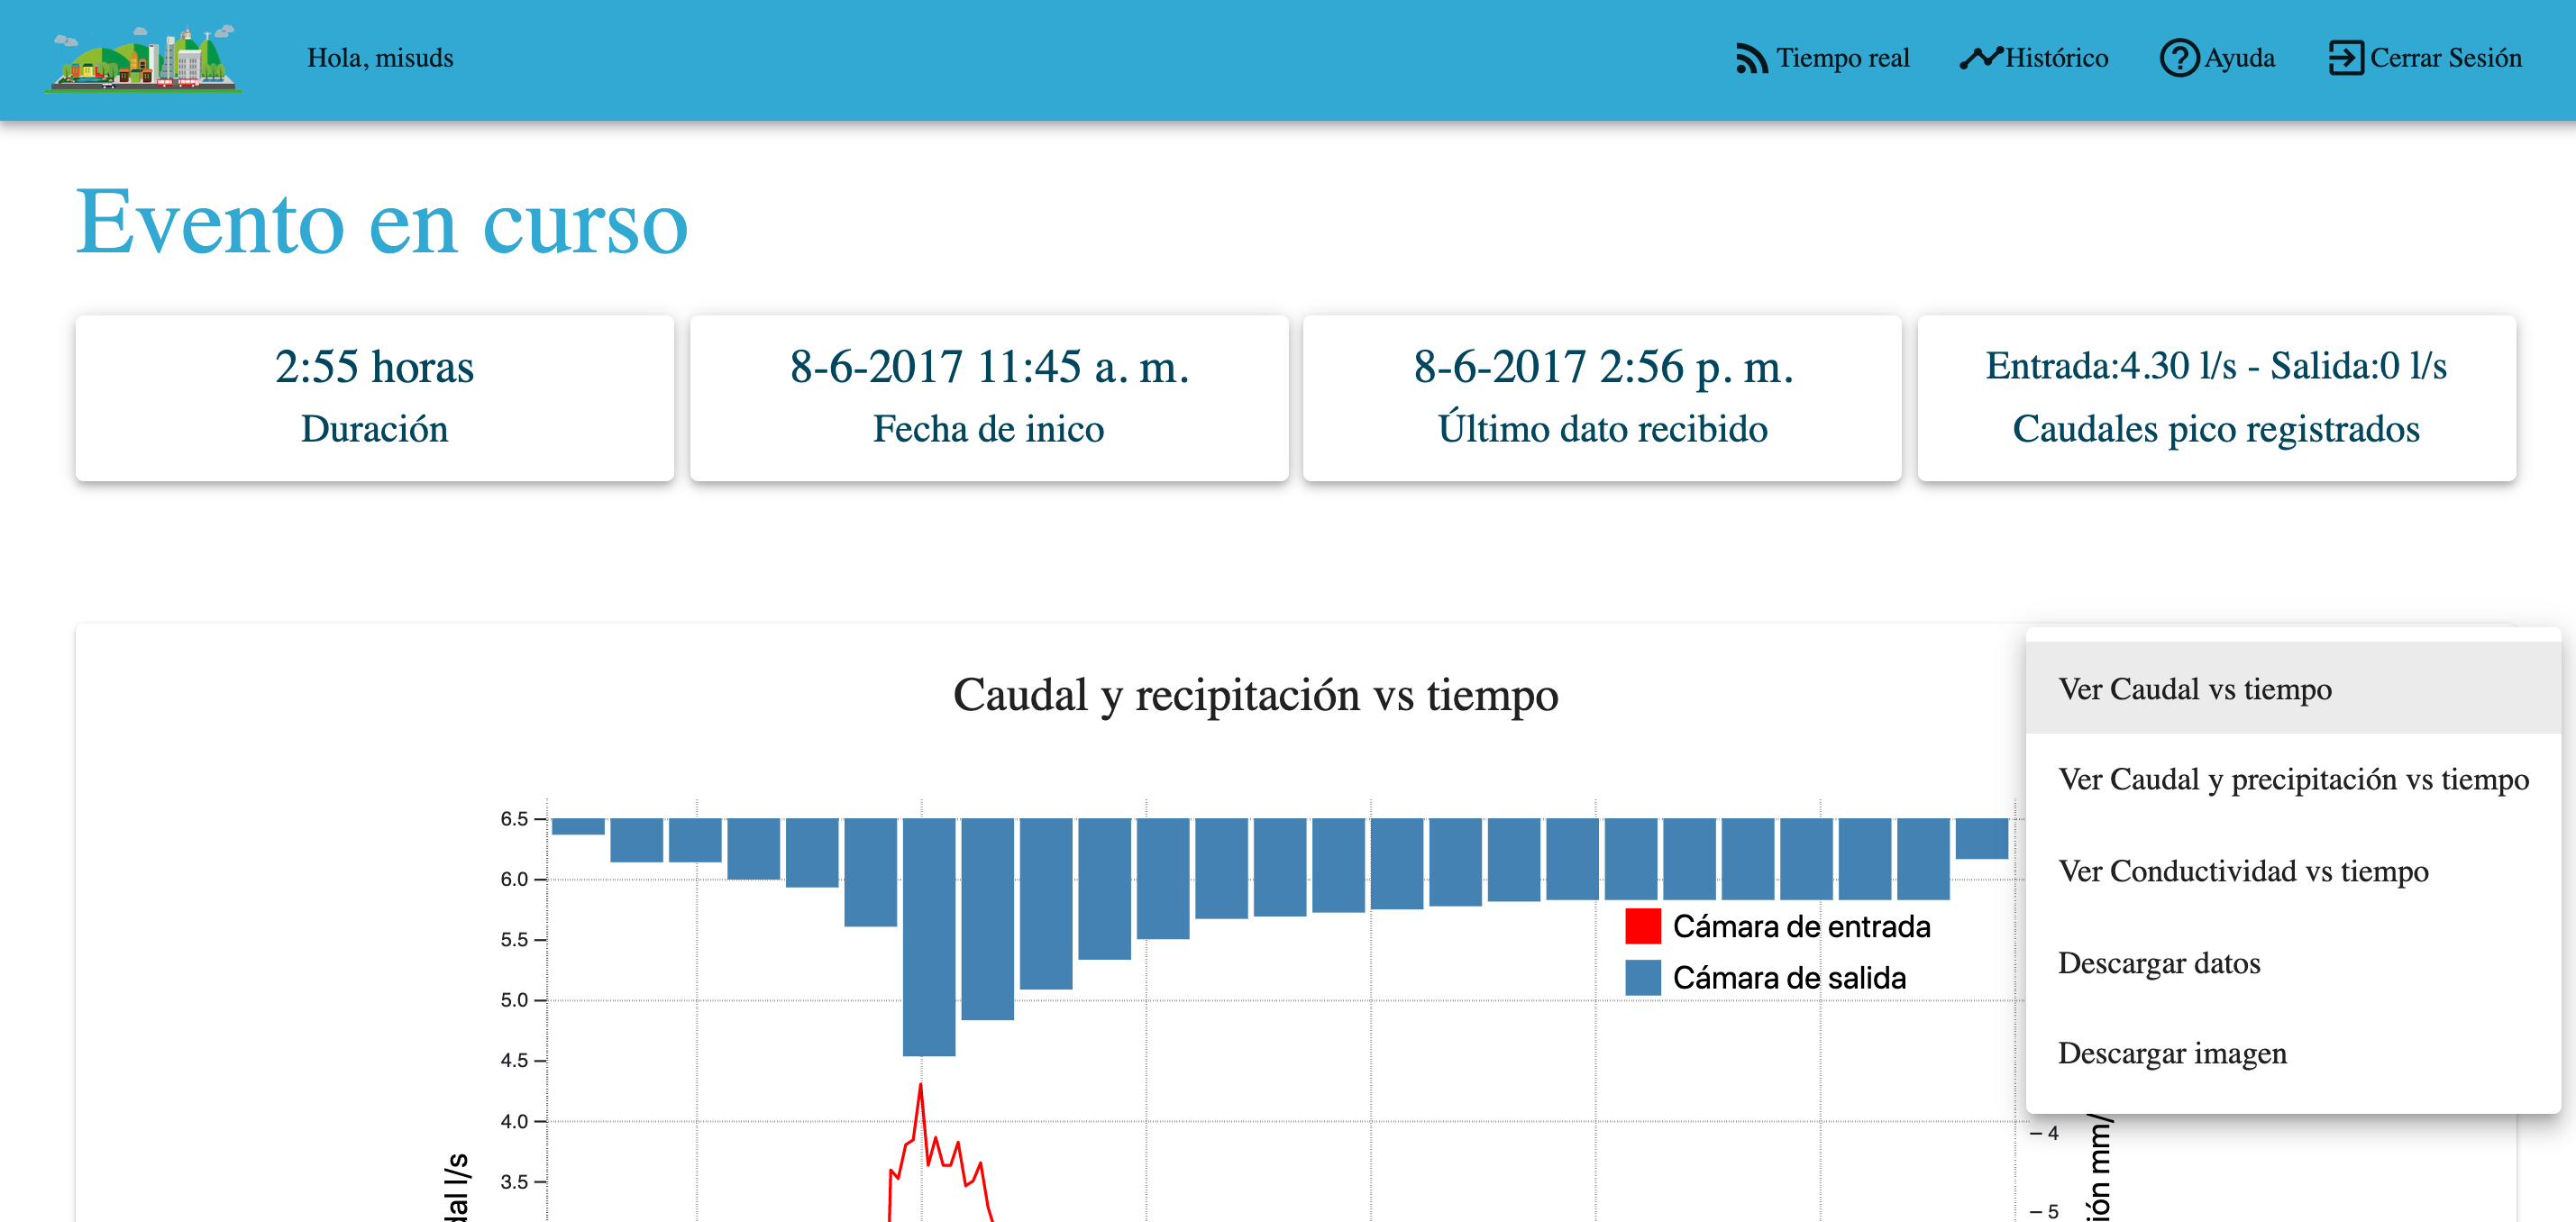 Hola, misuds
Tiempo real
Histórico
Ayuda
Cerrar Sesión
Evento en curso
2:55 horas
Duración
8-6-2017 11:45 a. m.
Fecha de inico
8-6-2017 2:56 p. m.
Último dato recibido
Entrada:4.30 l/s - Salida:0 l/s
Caudales pico registrados
Caudal y recipitación vs tiempo
Ver Caudal vs tiempo
Ver Caudal y precipitación vs tiempo
Ver Conductividad vs tiempo
Descargar datos
Descargar imagen
6.5
6.0
5.5
5.0
4.5
4.0
3.5
Cámara de entrada
Cámara de salida
4
5
l/s
mm/